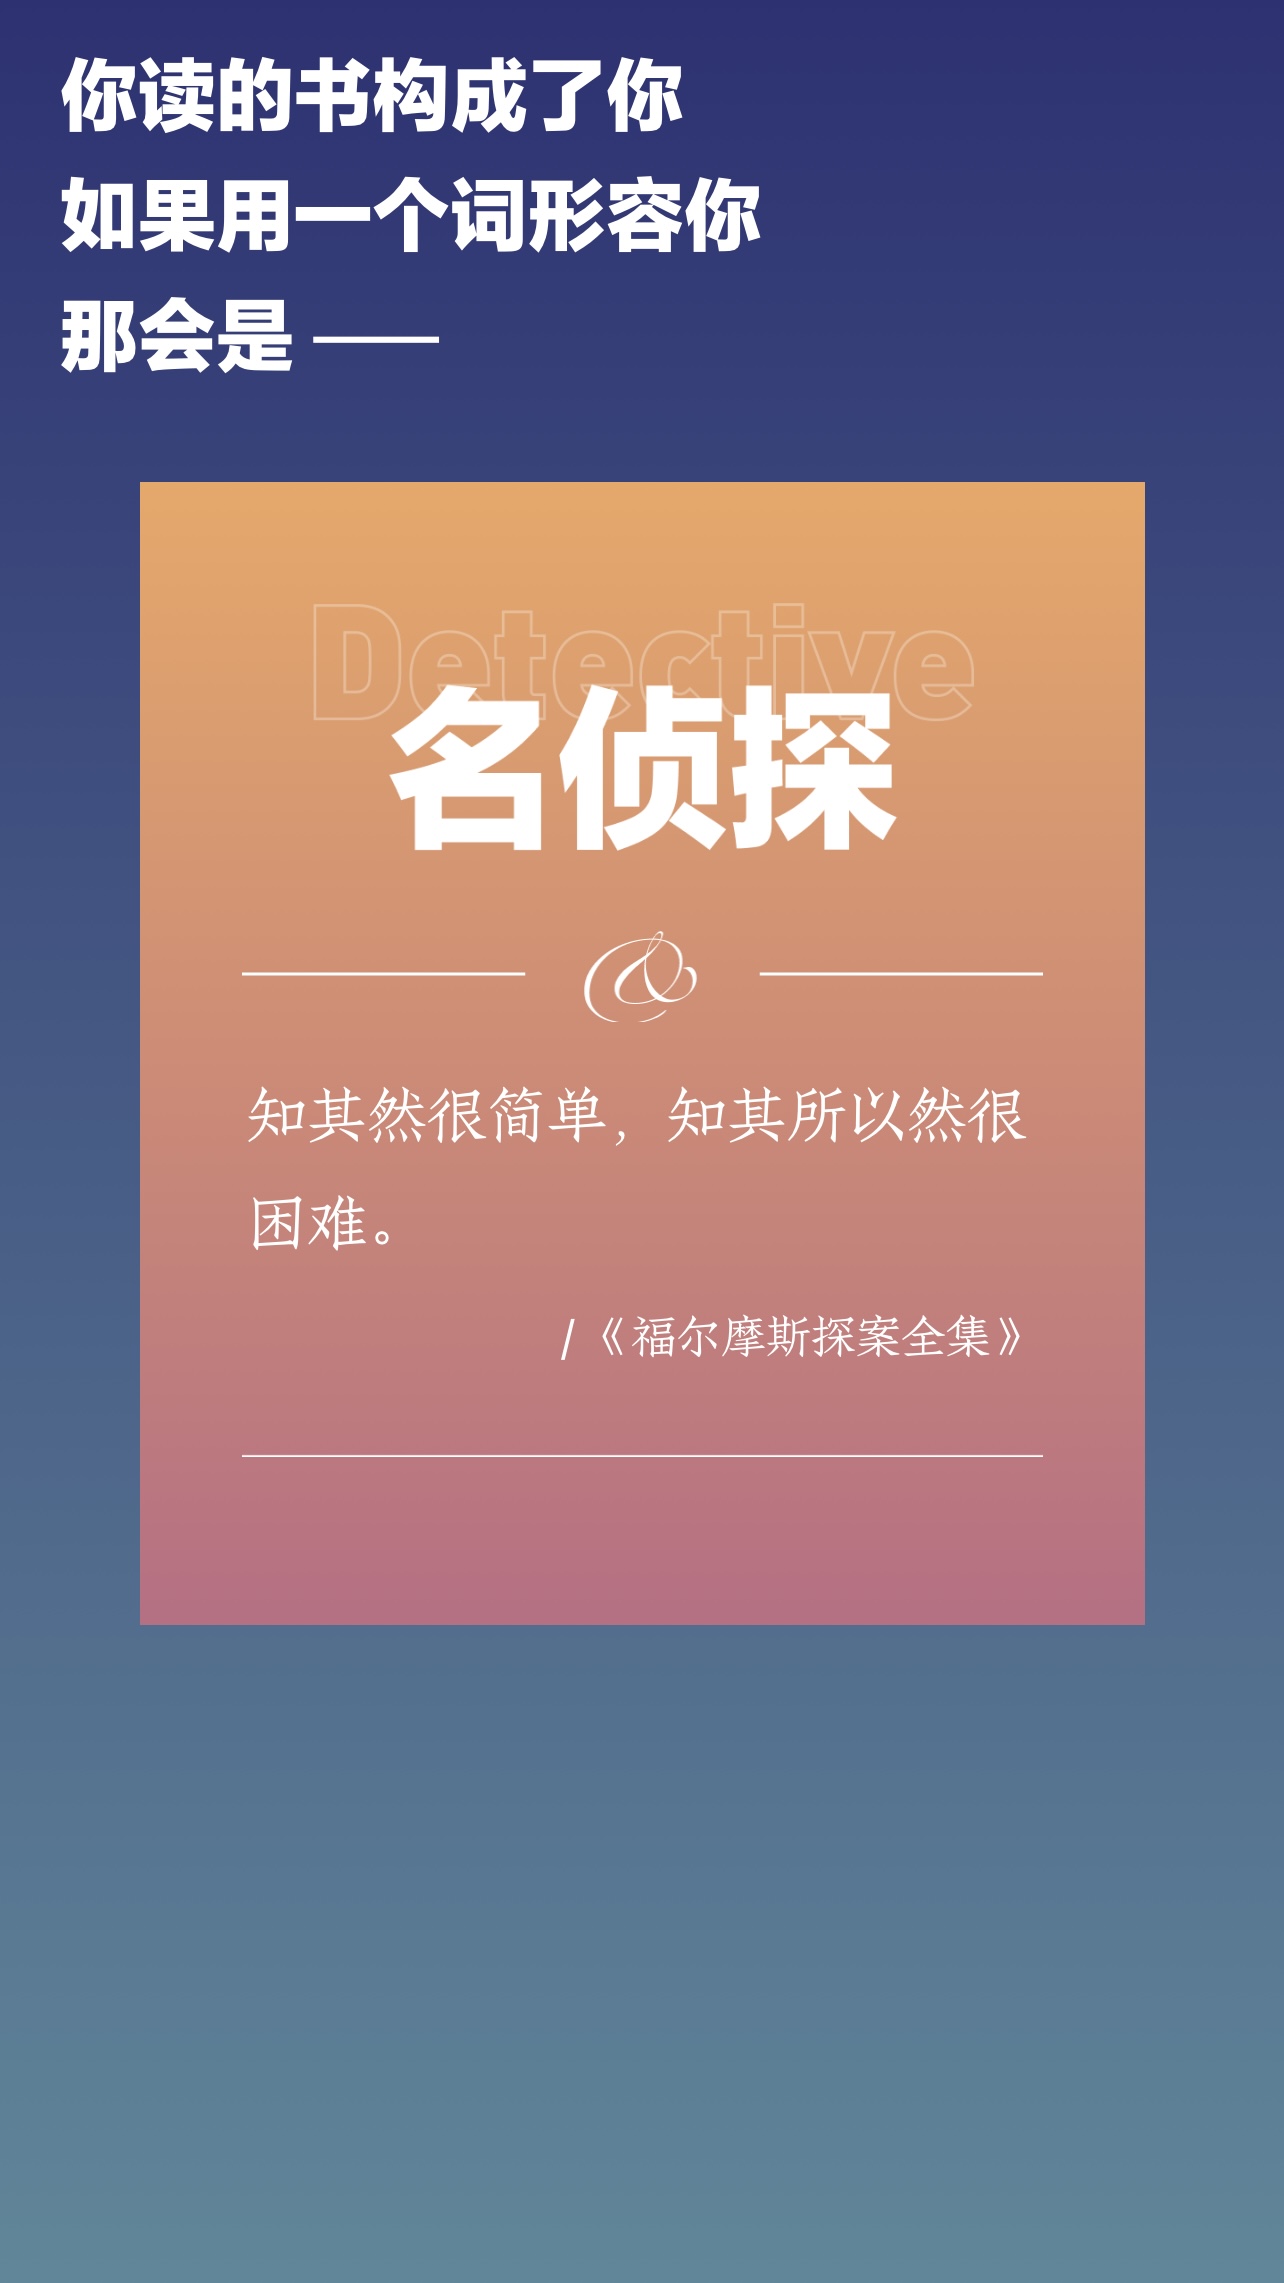 你读的书构成了你
如果用一个词形容你
那会是 ——
Detective
名侦探
&
知其然很简单，知其所以然很
困难。
/《福尔摩斯探案全集》